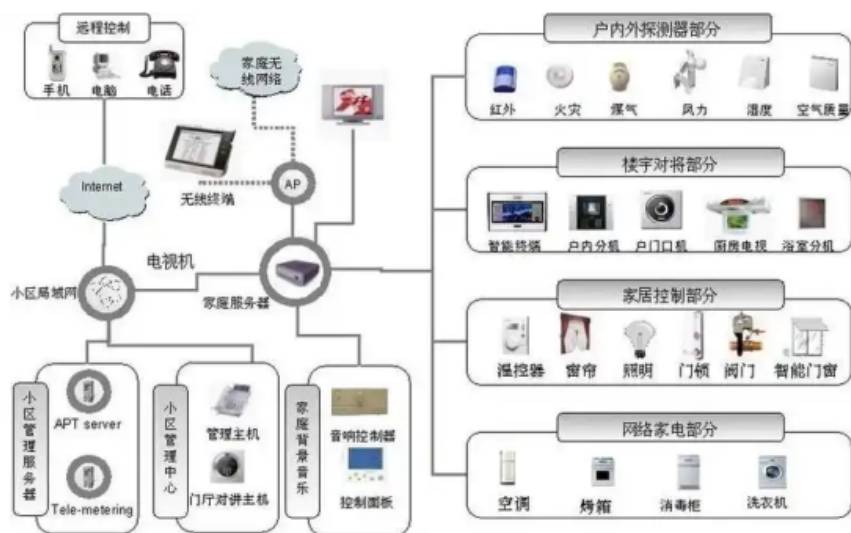 远程控制
手机 电脑 电话
家庭无
线网络
Internet
无线终端
AP
电视机
小区局域网
家庭服务器
小区管理服务器
APT server
Tele-metering
小区管理中心
管理主机
门厅对讲主机
家庭背景音乐
音响控制器
控制面板
户内外探测器部分
红外 火灾 煤气 风力 湿度 空气质量
楼宇对将部分
智能终端 户内分机 户门口机 厨房电视 浴室分机
家居控制部分
温控器 窗帘 照明 门锁 阀门 智能门窗
网络家电部分
空调 烤箱 消毒柜 洗衣机